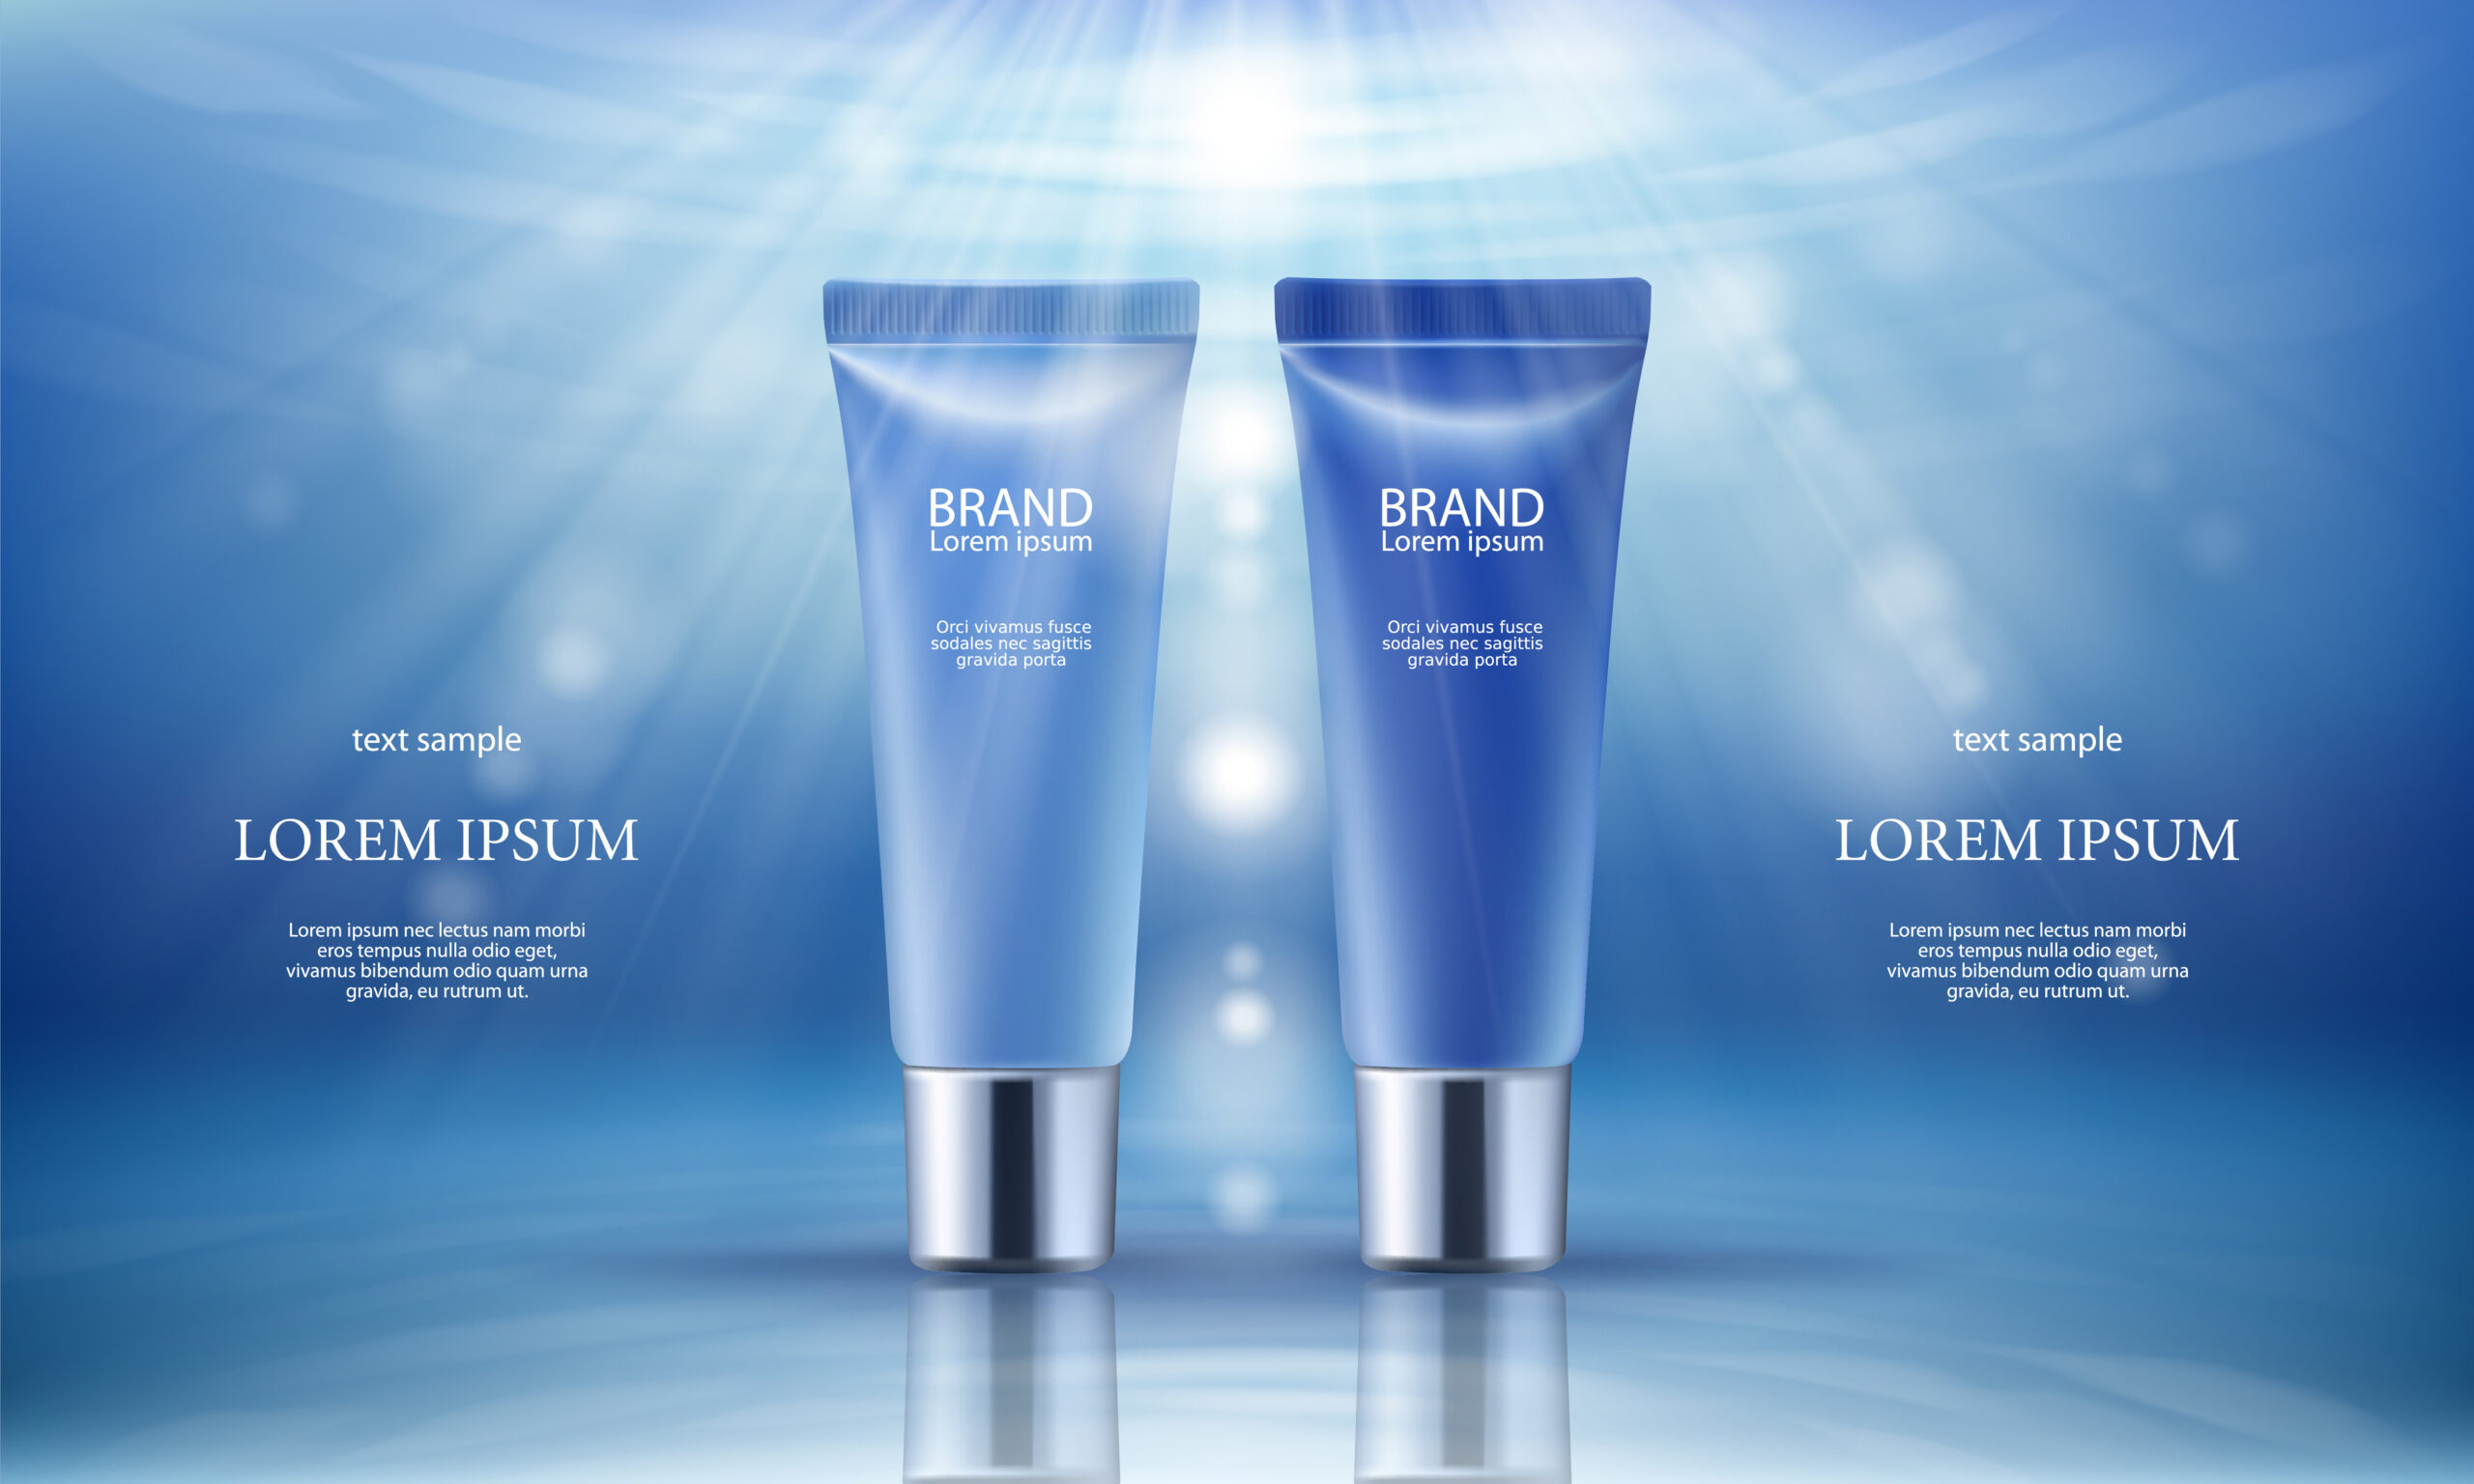 BRAND
Lorem ipsum
Orci vivamus fusce
sodales nec sagittis
gravida porta
BRAND
Lorem ipsum
Orci vivamus fusce
sodales nec sagittis
gravida porta
text sample
LOREM IPSUM
Lorem ipsum nec lectus nam morbi
eros tempus nulla odio eget,
vivamus bibendum odio quam urna
gravida, eu rutrum ut.
text sample
LOREM IPSUM
Lorem ipsum nec lectus nam morbi
eros tempus nulla odio eget,
vivamus bibendum odio quam urna
gravida, eu rutrum ut.